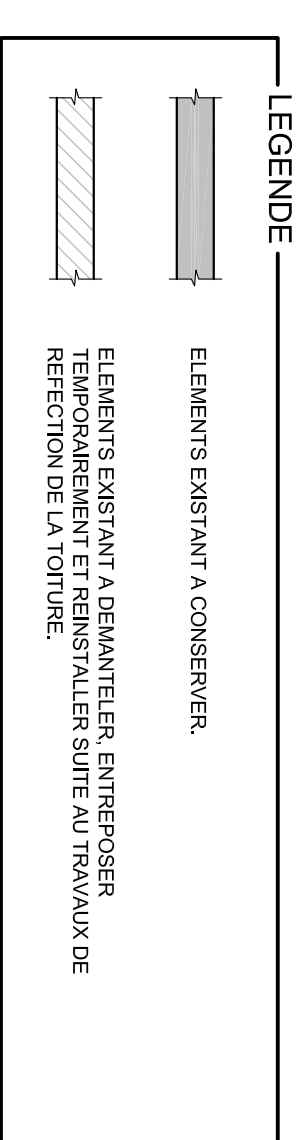 LEGENDE
ELEMENTS EXISTANT A CONSERVER.
ELEMENTS EXISTANT A DEMANTELER, ENTREPOSER
TEMPORAIREMENT ET REINSTALLER SUITE AU TRAVAUX DE
REFECTION DE LA TOITURE.